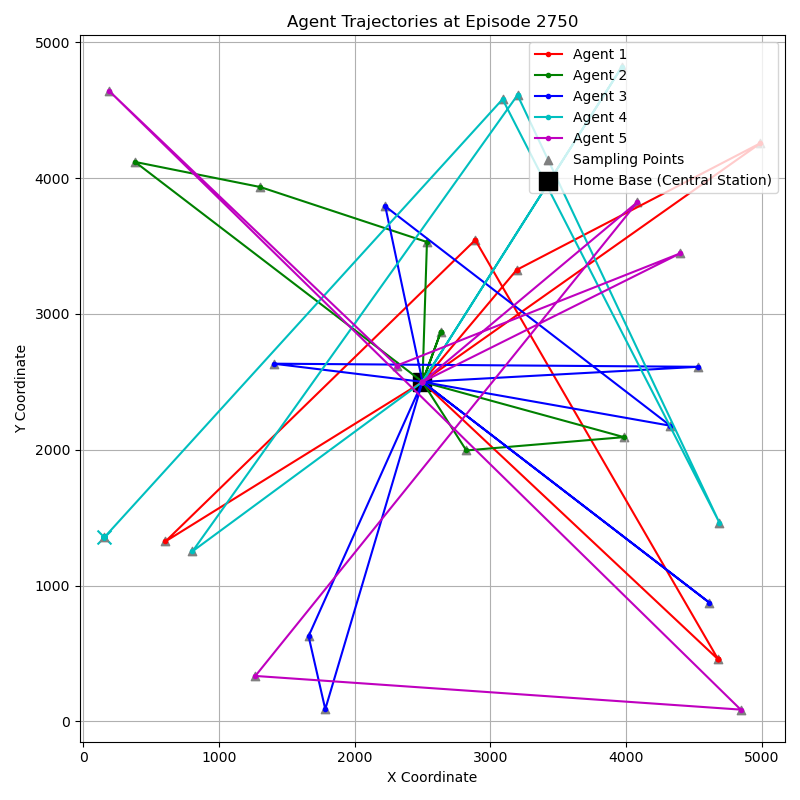 Agent Trajectories at Episode 2750
Agent 1
Agent 2
Agent 3
Agent 4
Agent 5
Sampling Points
Home Base (Central Station)
Y Coordinate
5000
4000
3000
2000
1000
0
0 1000 2000 3000 4000 5000
X Coordinate